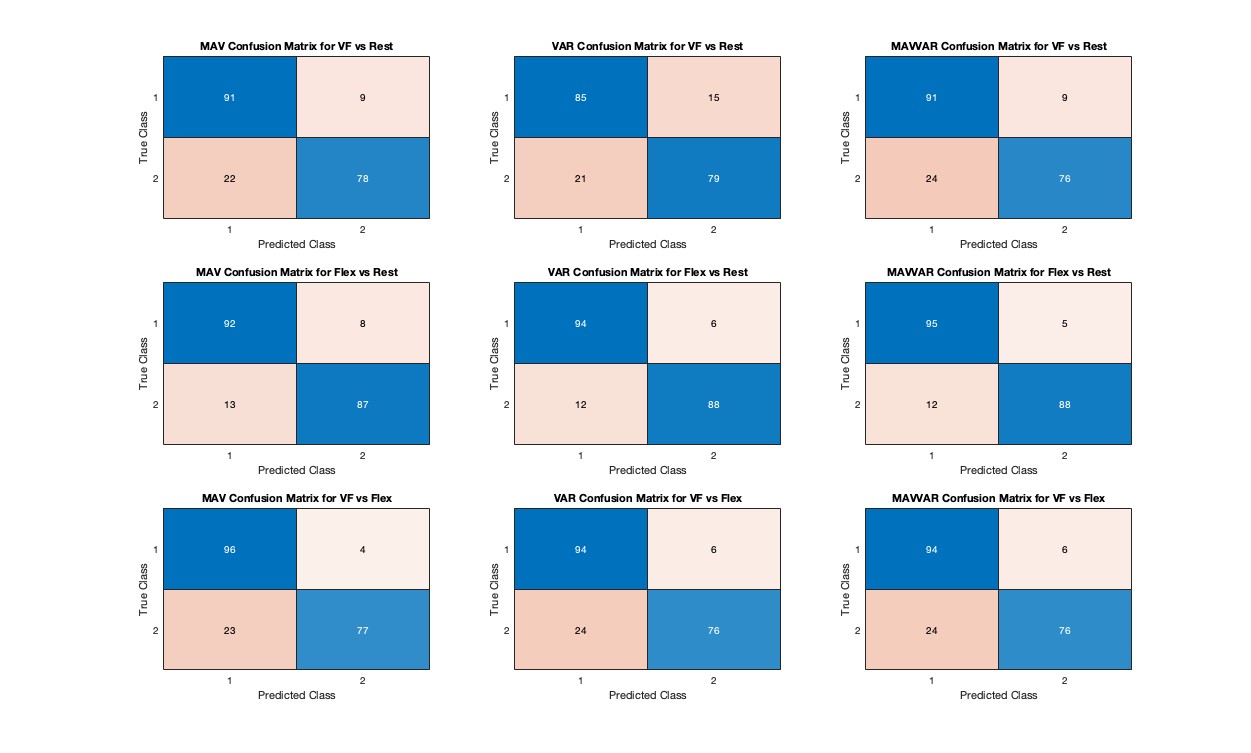 MAV Confusion Matrix for VF vs Rest
1 91 9
2 22 78
1 2
True Class
Predicted Class
VAR Confusion Matrix for VF vs Rest
1 85 15
2 21 79
1 2
True Class
Predicted Class
MAVVAR Confusion Matrix for VF vs Rest
1 91 9
2 24 76
1 2
True Class
Predicted Class
MAV Confusion Matrix for Flex vs Rest
1 92 8
2 13 87
1 2
True Class
Predicted Class
VAR Confusion Matrix for Flex vs Rest
1 94 6
2 12 88
1 2
True Class
Predicted Class
MAVVAR Confusion Matrix for Flex vs Rest
1 95 5
2 12 88
1 2
True Class
Predicted Class
MAV Confusion Matrix for VF vs Flex
1 96 4
2 23 77
1 2
True Class
Predicted Class
VAR Confusion Matrix for VF vs Flex
1 94 6
2 24 76
1 2
True Class
Predicted Class
MAVVAR Confusion Matrix for VF vs Flex
1 94 6
2 24 76
1 2
True Class
Predicted Class